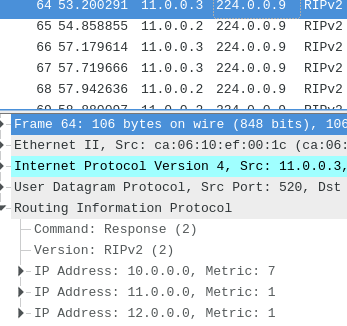 64 53.200291 11.0.0.3 224.0.0.9 RIPv2
65 54.858855 11.0.0.2 224.0.0.9 RIPv2
66 57.179614 11.0.0.3 224.0.0.9 RIPv2
67 57.719666 11.0.0.3 224.0.0.9 RIPv2
68 57.942636 11.0.0.2 224.0.0.9 RIPv2
Frame 64: 106 bytes on wire (848 bits), 106
Ethernet II, Src: ca:06:10:ef:00:1c (ca:06:
Internet Protocol Version 4, Src: 11.0.0.3,
User Datagram Protocol, Src Port: 520, Dst
Routing Information Protocol
Command: Response (2)
Version: RIPv2 (2)
IP Address: 10.0.0.0, Metric: 7
IP Address: 11.0.0.0, Metric: 1
IP Address: 12.0.0.0, Metric: 1